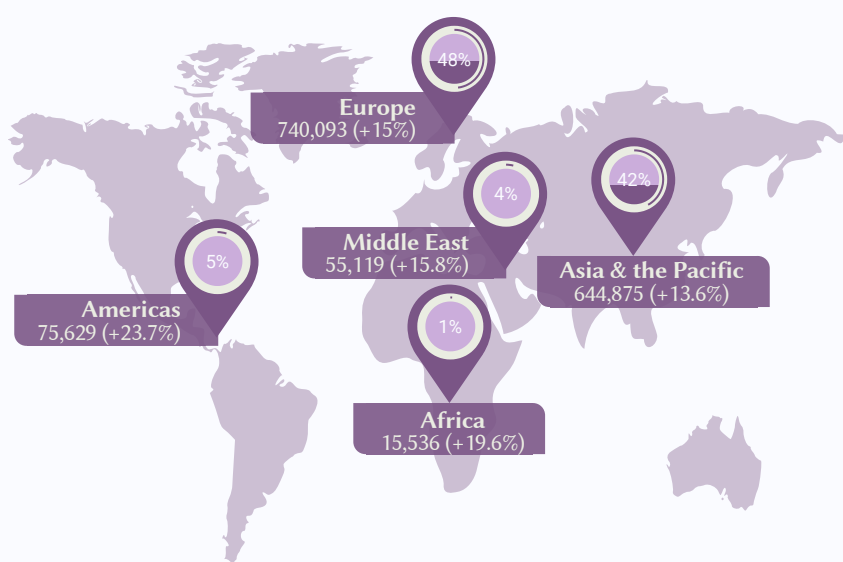 48%
Europe
740,093 (+15%)
4%
Middle East
55,119 (+15.8%)
42%
Asia & the Pacific
644,875 (+13.6%)
5%
Americas
75,629 (+23.7%)
1%
Africa
15,536 (+19.6%)